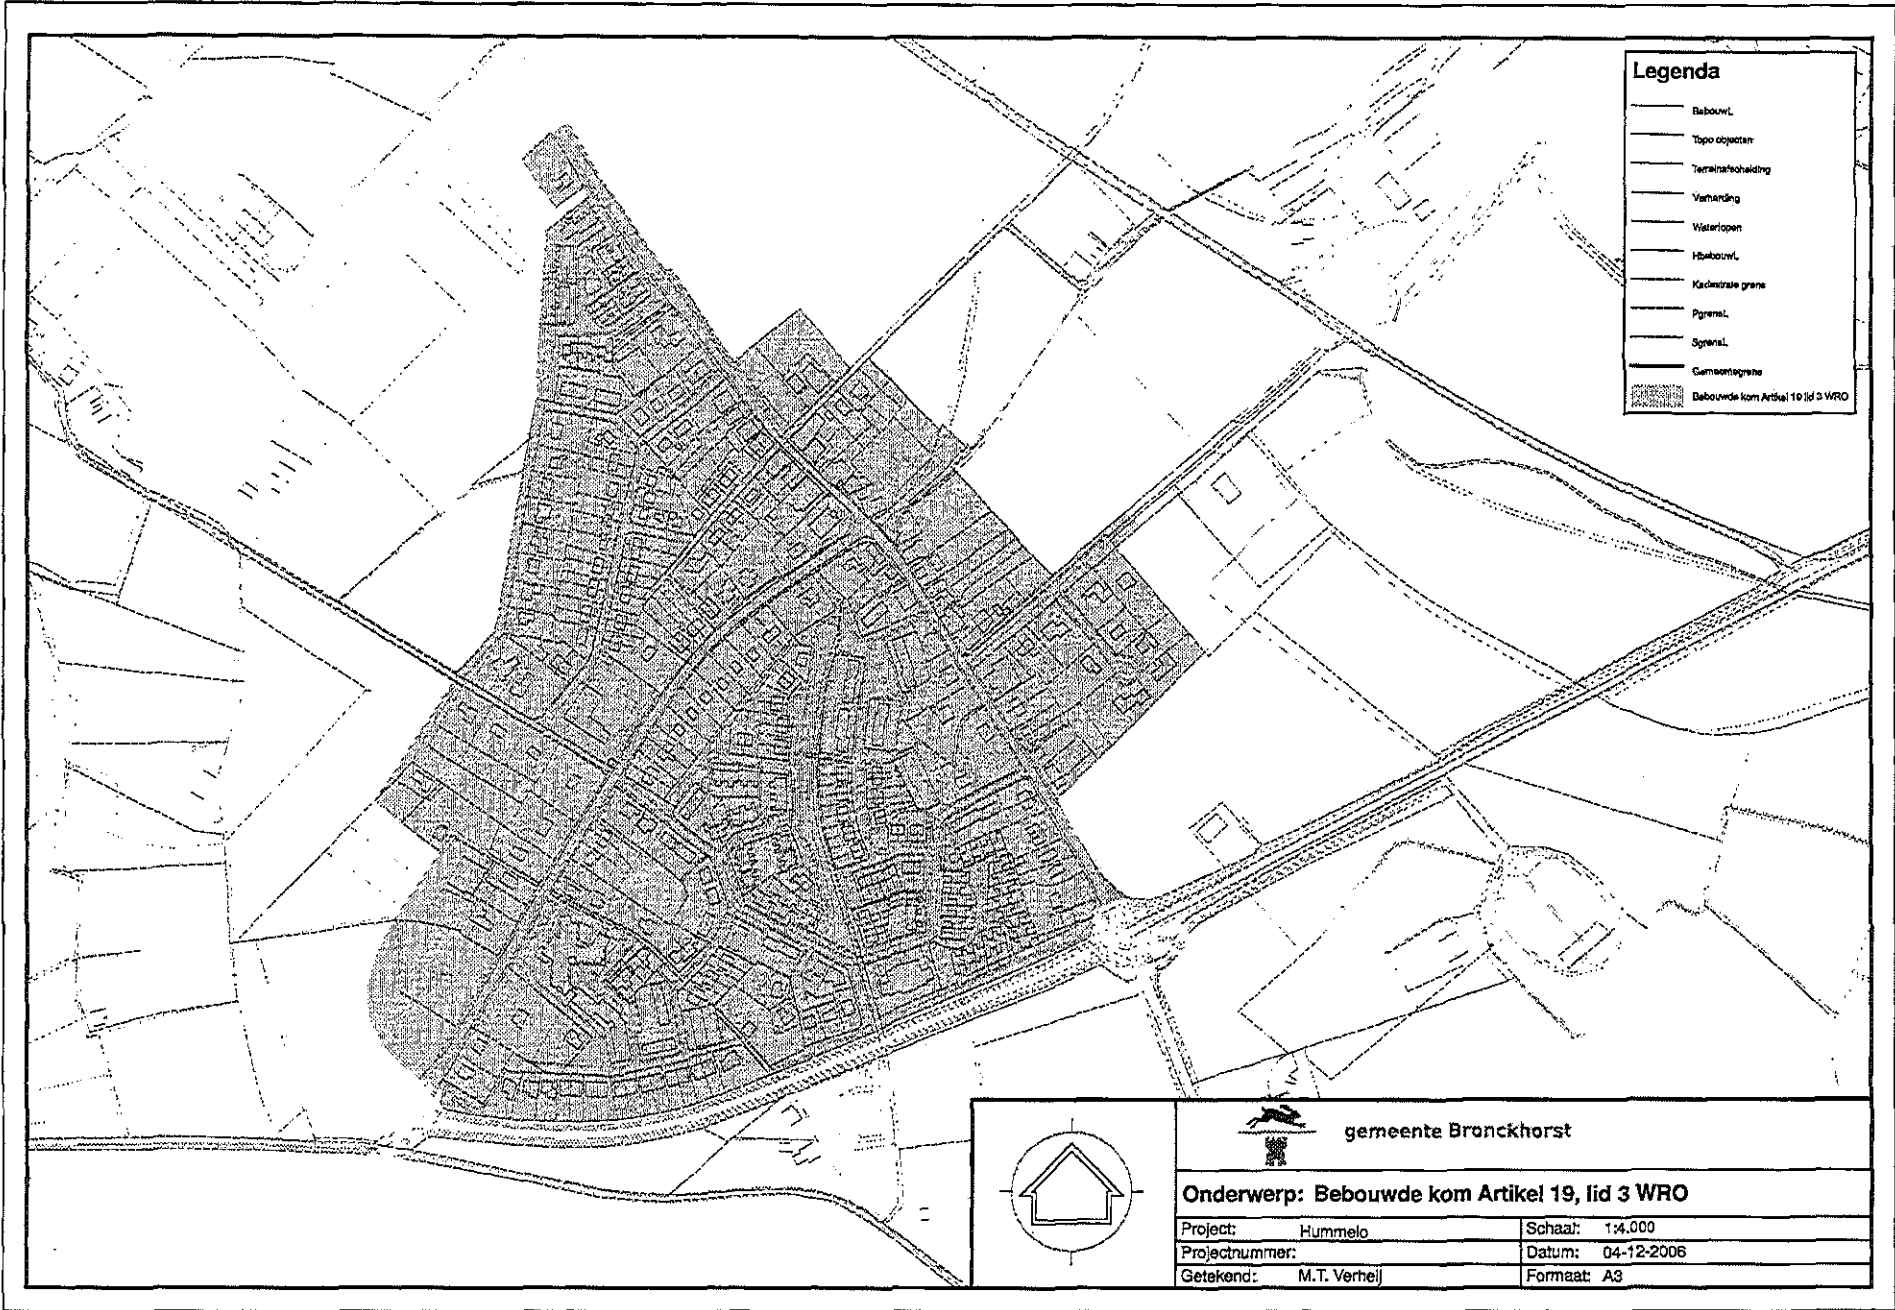 Legenda
BebouwL
Topo objecten
Terreinafscheiding
Verharding
Waterlopen
HbebouwL
Kadastrale grens
PgrensL
SgrensL
Gemeentegrens
Bebouwde kom Artikel 19 lid 3 WRO
gemeente Bronckhorst
Onderwerp: Bebouwde kom Artikel 19, lid 3 WRO
Project: Hummelo Schaal: 1:4.000
Projectnummer: Datum: 04-12-2006
Getekend: M.T. Verheij Formaat: A3